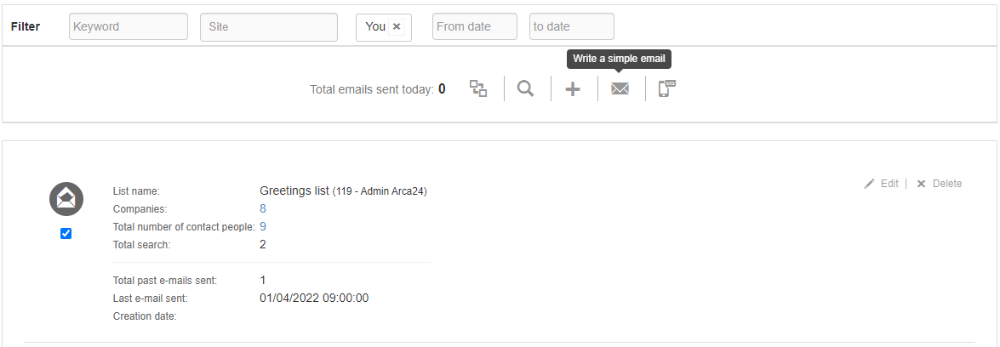 Filter Keyword Site You × From date to date
Write a simple email
Total emails sent today: 0
List name: Greetings list (119 - Admin Arca24) Edit | × Delete
Companies: 8
Total number of contact people: 9
Total search: 2
Total past e-mails sent: 1
Last e-mail sent: 01/04/2022 09:00:00
Creation date: